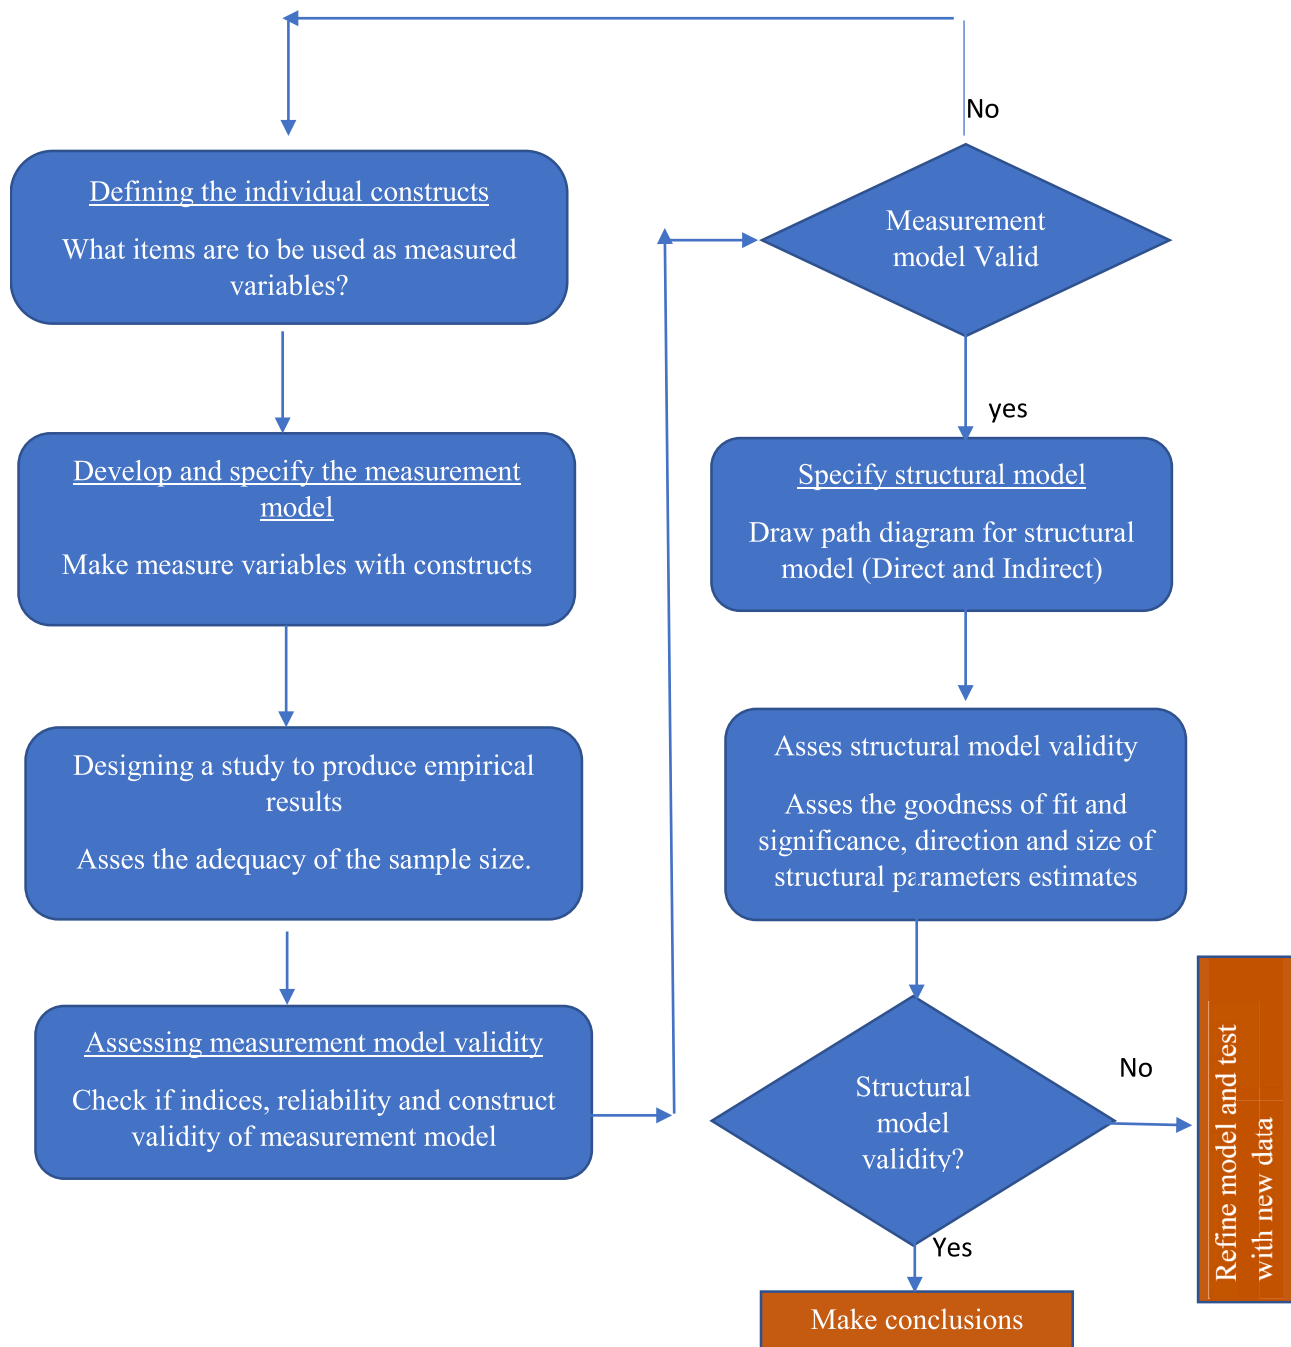 Defining the individual constructs
What items are to be used as measured
variables?
Develop and specify the measurement
model
Make measure variables with constructs
Designing a study to produce empirical
results
Asses the adequacy of the sample size.
Assessing measurement model validity
Check if indices, reliability and construct
validity of measurement model
No
Measurement
model Valid
yes
Specify structural model
Draw path diagram for structural
model (Direct and Indirect)
Asses structural model validity
Asses the goodness of fit and
significance, direction and size of
structural parameters estimates
Structural
model
validity?
No
Refine model and test
with new data
Yes
Make conclusions